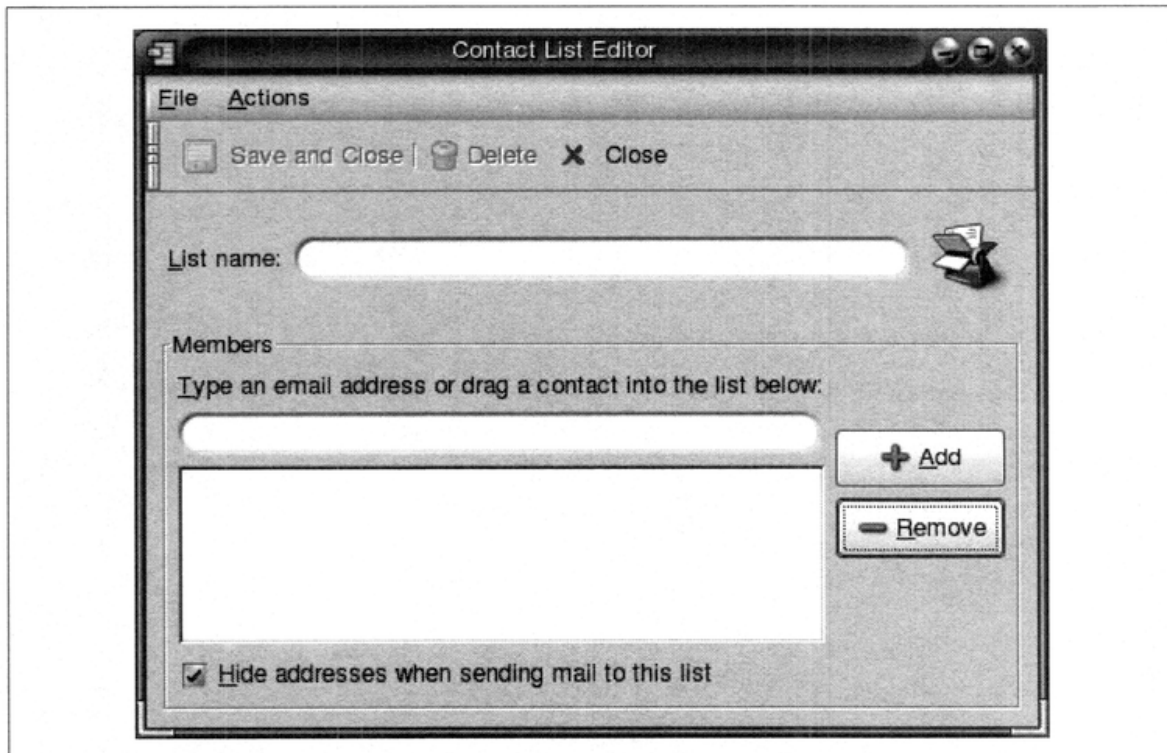 Contact List Editor
File Actions
Save and Close Delete Close
List name:
Members
Type an email address or drag a contact into the list below:
Add
Remove
Hide addresses when sending mail to this list